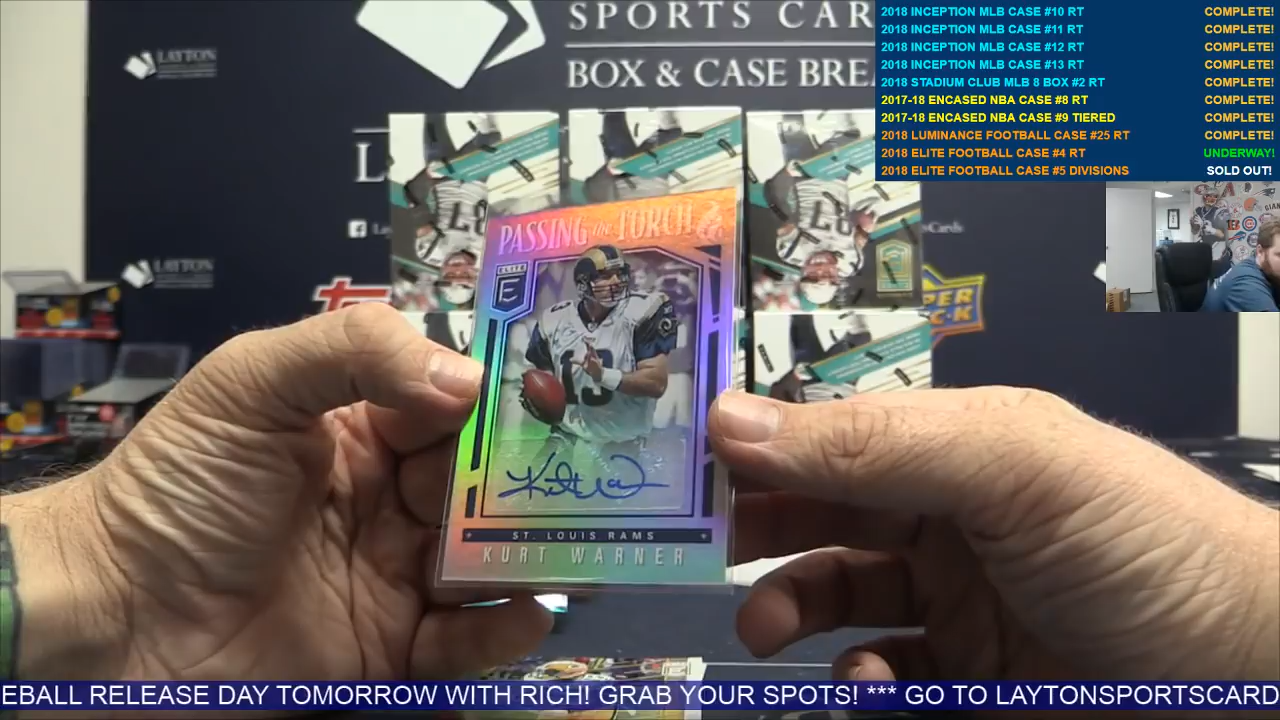 SPORTS CAR
BOX & CASE BREA
LAYTON
L
LAYTON
PASSING the TORCH
ELITE
E
13
Kurt Warner
ST. LOUIS RAMS
KURT WARNER
87
2018 INCEPTION MLB CASE #10 RT COMPLETE!
2018 INCEPTION MLB CASE #11 RT COMPLETE!
2018 INCEPTION MLB CASE #12 RT COMPLETE!
2018 INCEPTION MLB CASE #13 RT COMPLETE!
2018 STADIUM CLUB MLB 8 BOX #2 RT COMPLETE!
2017-18 ENCASED NBA CASE #8 RT COMPLETE!
2017-18 ENCASED NBA CASE #9 TIERED COMPLETE!
2018 LUMINANCE FOOTBALL CASE #25 RT COMPLETE!
2018 ELITE FOOTBALL CASE #4 RT UNDERWAY!
2018 ELITE FOOTBALL CASE #5 DIVISIONS SOLD OUT!
EBALL RELEASE DAY TOMORROW WITH RICH! GRAB YOUR SPOTS! *** GO TO LAYTONSPORTSCARD